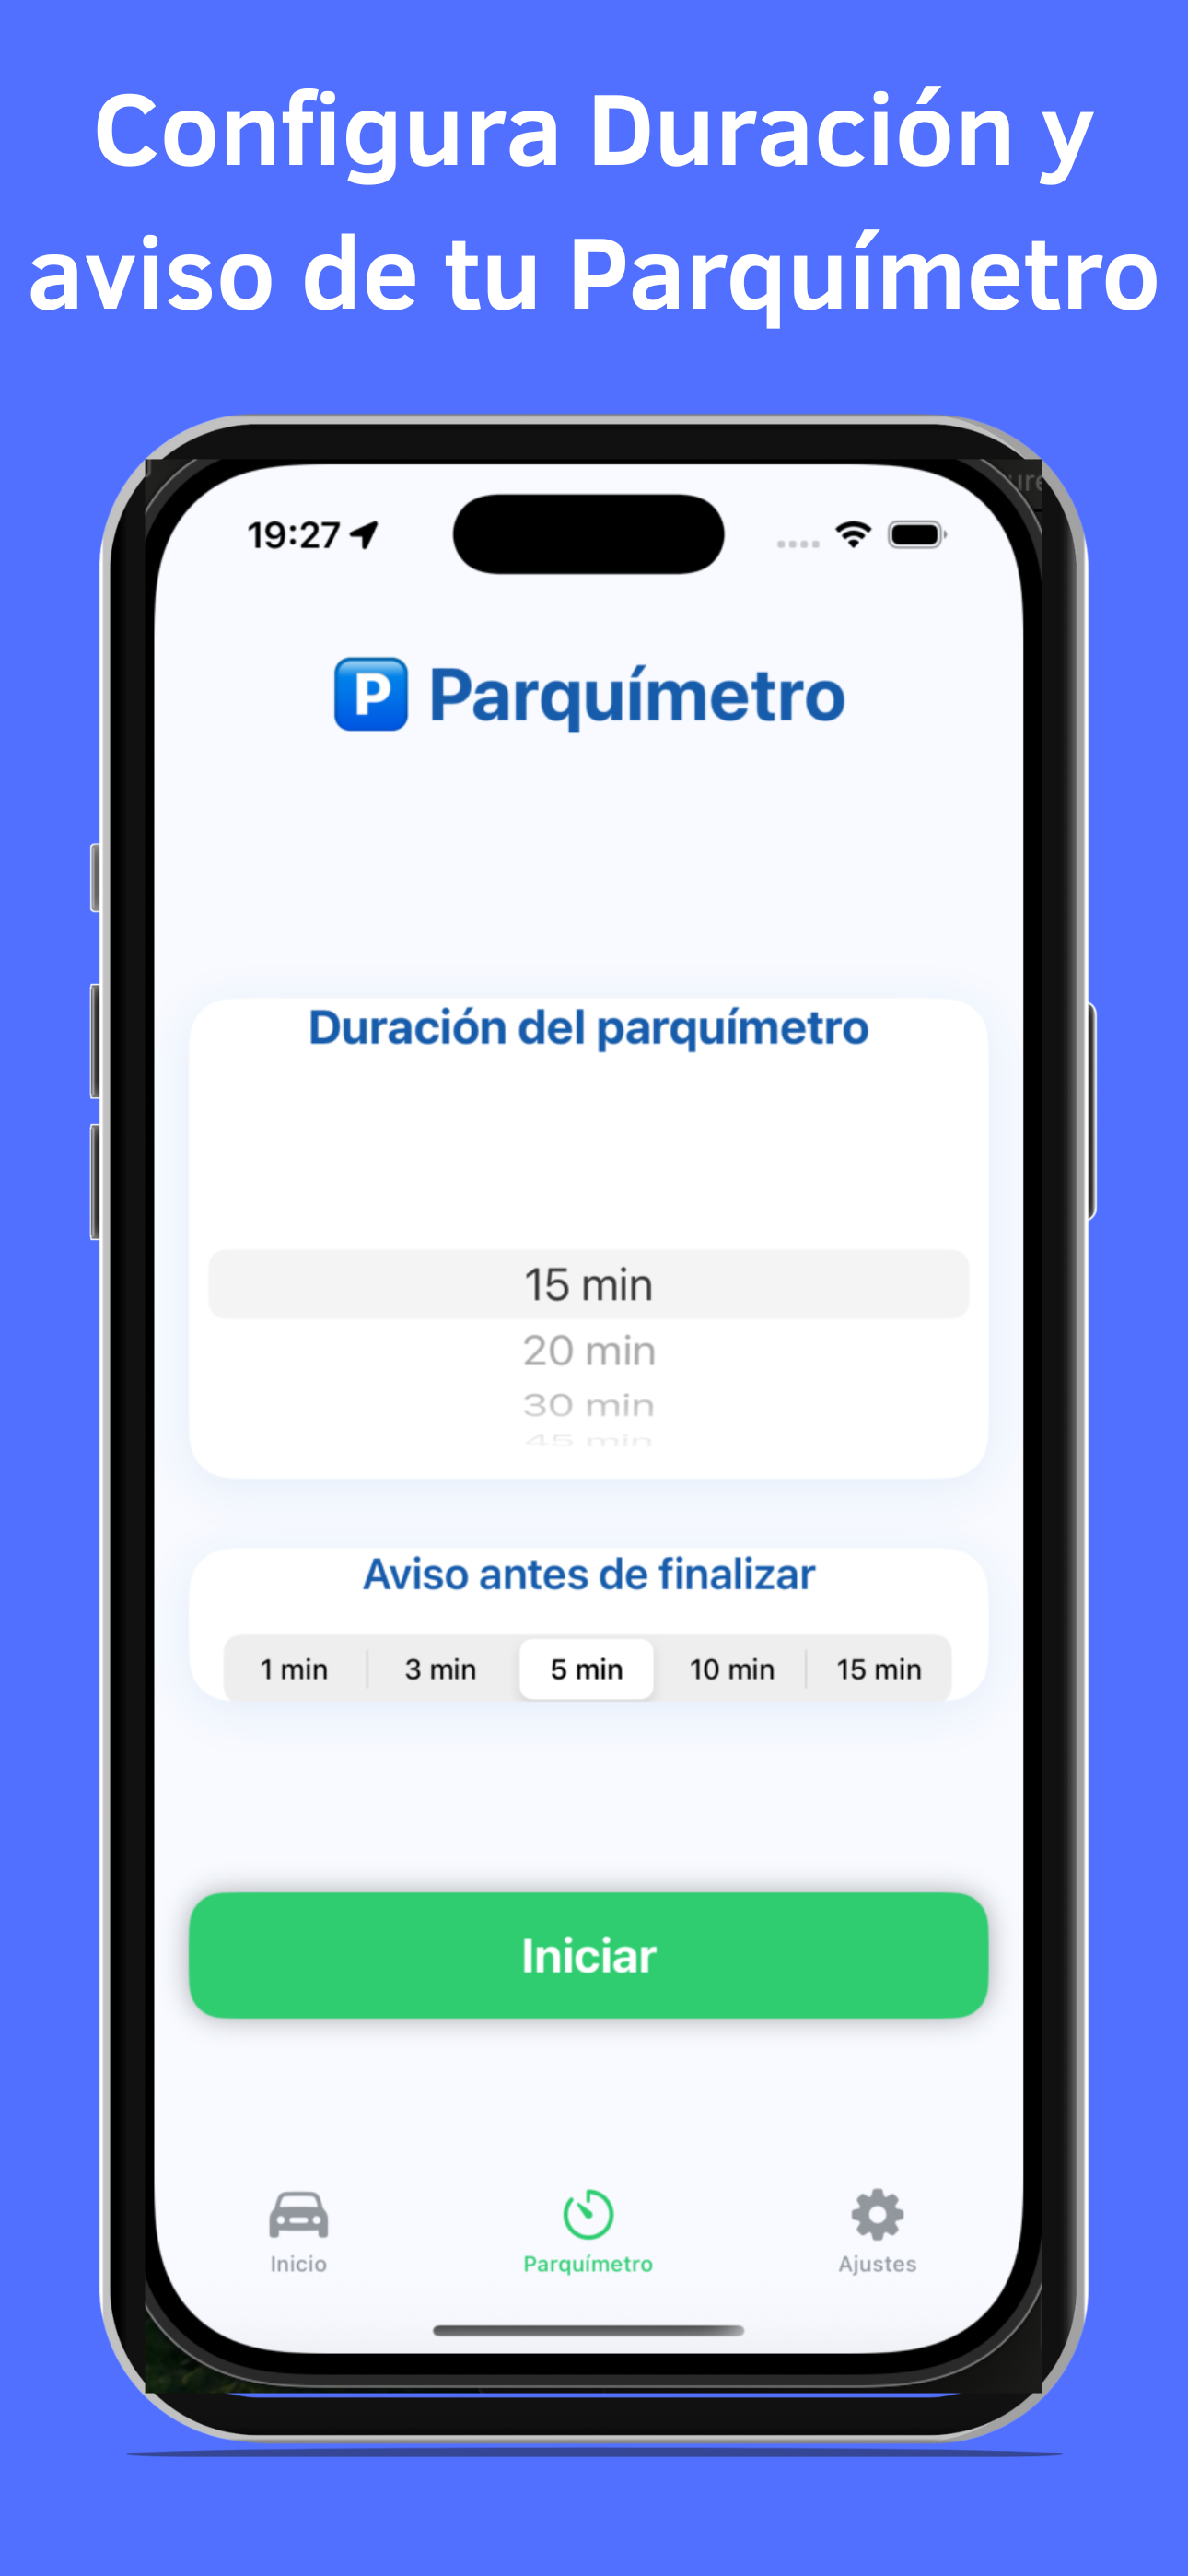 Configura Duración y
aviso de tu Parquímetro
19:27
P Parquímetro
Duración del parquímetro
15 min
20 min
30 min
45 min
Aviso antes de finalizar
1 min 3 min 5 min 10 min 15 min
Iniciar
Inicio Parquímetro Ajustes